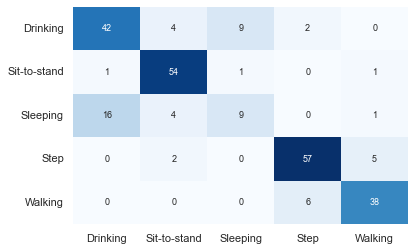 Drinking 42 4 9 2 0
Sit-to-stand 1 54 1 0 1
Sleeping 16 4 9 0 1
Step 0 2 0 57 5
Walking 0 0 0 6 38
Drinking Sit-to-stand Sleeping Step Walking